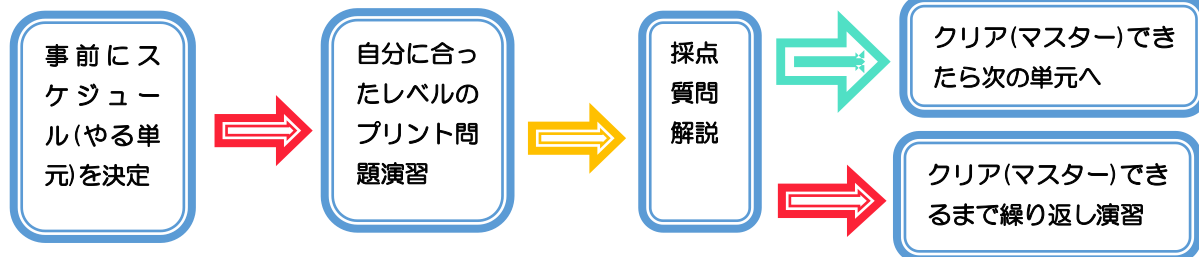 事前にス
ケジュー
ル(やる単
元)を決定
自分に合っ
たレベルの
プリント問
題演習
採点
質問
解説
クリア(マスター)でき
たら次の単元へ
クリア(マスター)でき
るまで繰り返し演習